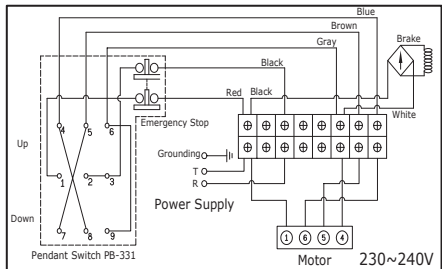 Blue
Brown
Brake
Gray
Black
Red Black
White
4 5 6
Emergency Stop
Up
Grounding
T
1 2 3
R
Power Supply
Down
7 8 9
1 6 5 4
Pendant Switch PB-331
Motor 230~240V